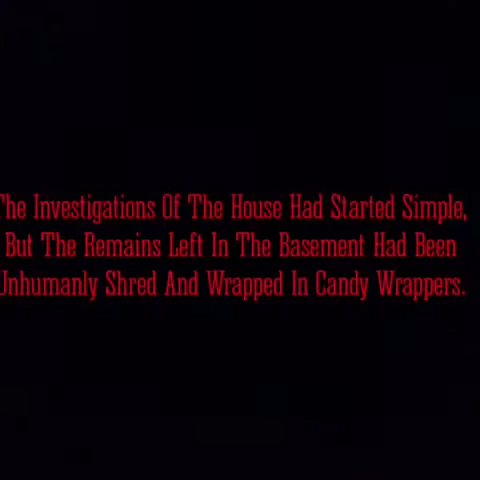 The Investigations Of The House Had Started Simple,
But The Remains Left In The Basement Had Been
Unhumanly Shred And Wrapped In Candy Wrappers.